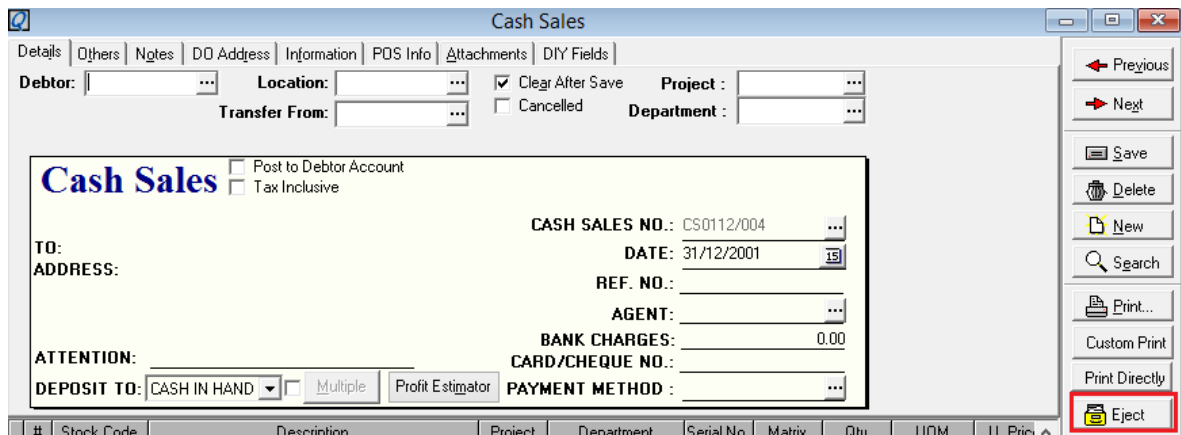 Cash Sales
Details Others Notes DO Address Information POS Info Attachments DIY Fields
Debtor: ... Location: ... Clear After Save Project : ...
Transfer From: ... Cancelled Department : ...
Cash Sales
Post to Debtor Account
Tax Inclusive
CASH SALES NO.: CS0112/004 ...
TO:
DATE: 31/12/2001 15
ADDRESS:
REF. NO.:
AGENT: ...
BANK CHARGES: 0.00
ATTENTION:
CARD/CHEQUE NO.:
DEPOSIT TO: CASH IN HAND Multiple Profit Estimator PAYMENT METHOD : ...
# Stock Code Description Project Department Serial No Matrix Qty UOM U. Pric
Previous
Next
Save
Delete
New
Search
Print...
Custom Print
Print Directly
Eject